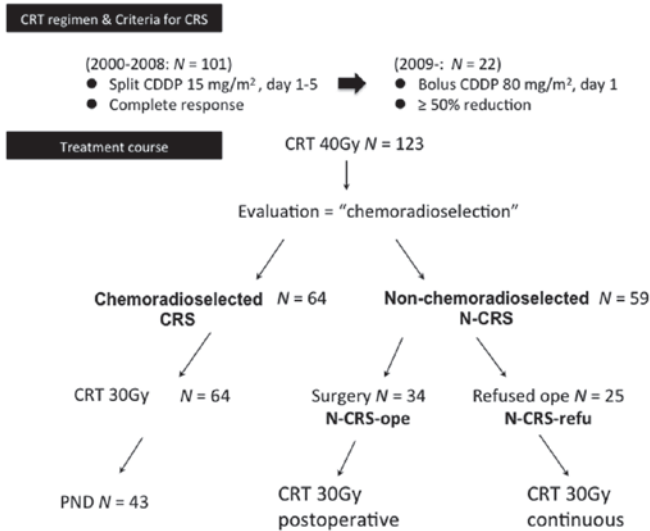 CRT regimen & Criteria for CRS
(2000-2008: N = 101)
● Split CDDP 15 mg/m², day 1-5
● Complete response
(2009-: N = 22)
● Bolus CDDP 80 mg/m², day 1
● ≥ 50% reduction
Treatment course
CRT 40Gy N = 123
Evaluation = “chemoradioselection”
Chemoradioselected N = 64
CRS
Non-chemoradioselected N = 59
N-CRS
CRT 30Gy N = 64
Surgery N = 34
N-CRS-ope
Refused ope N = 25
N-CRS-refu
PND N = 43
CRT 30Gy
postoperative
CRT 30Gy
continuous